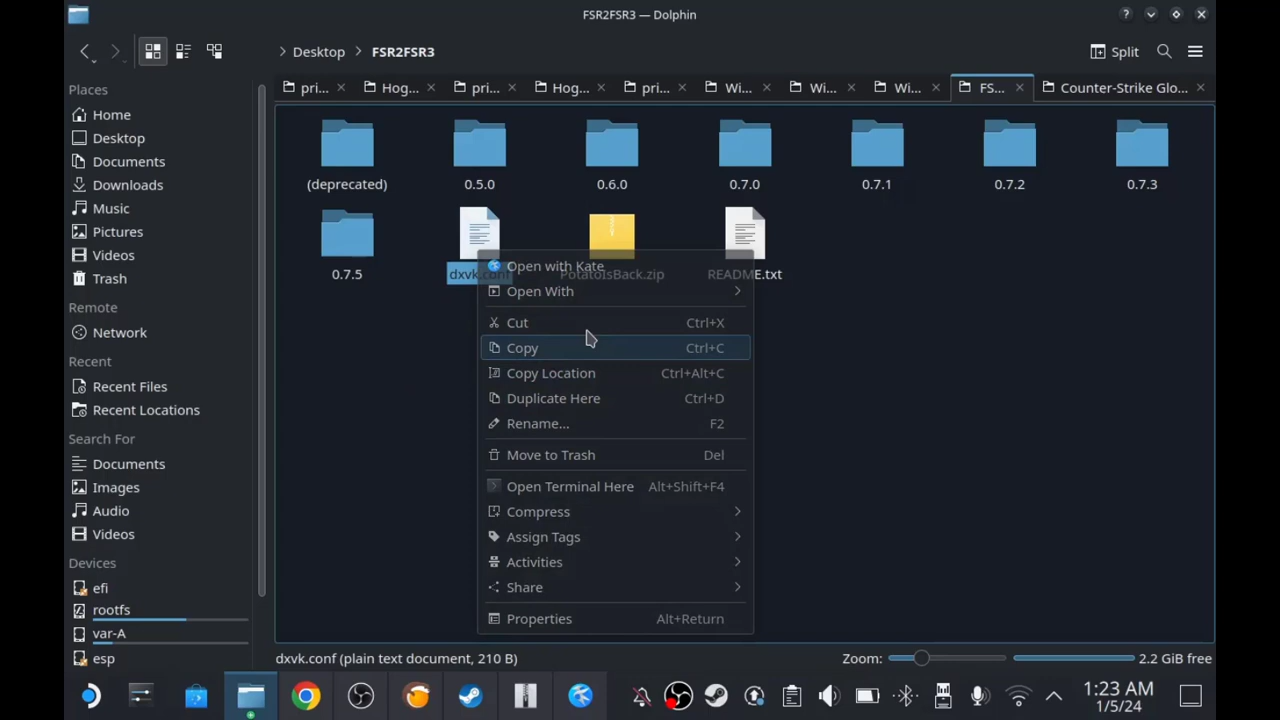 FSR2FSR3 — Dolphin
Desktop FSR2FSR3
Split
Places
Home
Desktop
Documents
Downloads
Music
Pictures
Videos
Trash
Remote
Network
Recent
Recent Files
Recent Locations
Search For
Documents
Images
Audio
Videos
Devices
efi
rootfs
var-A
esp
pri... Hog... pri... Hog... pri... Wi... Wi... Wi... FS... Counter-Strike Glo...
(deprecated) 0.5.0 0.6.0 0.7.0 0.7.1 0.7.2 0.7.3
0.7.5 dxvk.conf PotatoIsBack.zip README.txt
Open with Kate
Open With
Cut Ctrl+X
Copy Ctrl+C
Copy Location Ctrl+Alt+C
Duplicate Here Ctrl+D
Rename... F2
Move to Trash Del
Open Terminal Here Alt+Shift+F4
Compress
Assign Tags
Activities
Share
Properties Alt+Return
dxvk.conf (plain text document, 210 B) Zoom: 2.2 GiB free
1:23 AM
1/5/24